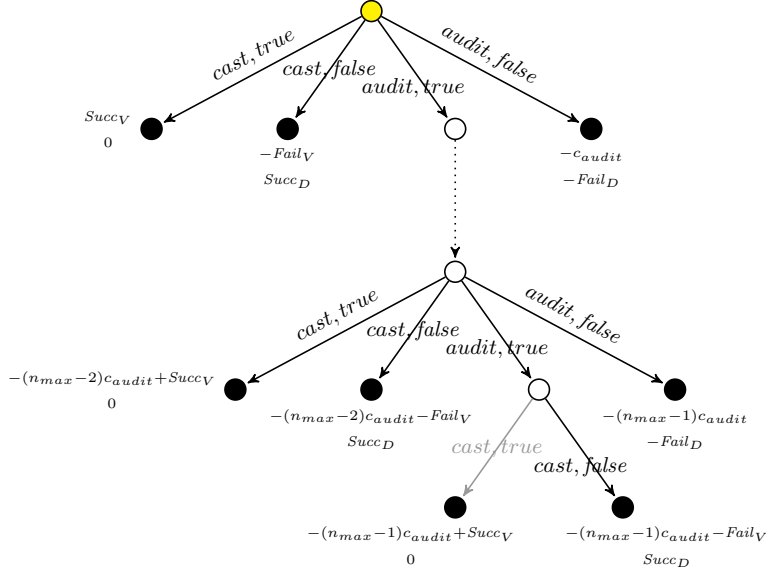 cast, true
cast, false
audit, true
audit, false
Succ_V
0
−Fail_V
Succ_D
−c_audit
−Fail_D
cast, true
cast, false
audit, true
audit, false
−(n_max−2)c_audit+Succ_V
0
−(n_max−2)c_audit−Fail_V
Succ_D
−(n_max−1)c_audit
−Fail_D
cast, true
cast, false
−(n_max−1)c_audit+Succ_V
0
−(n_max−1)c_audit−Fail_V
Succ_D